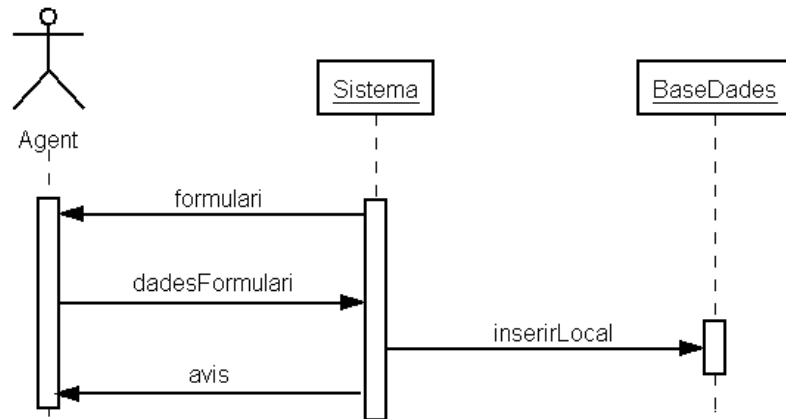 Sistema
BaseDades
Agent
formulari
dadesFormulari
inserirLocal
avis